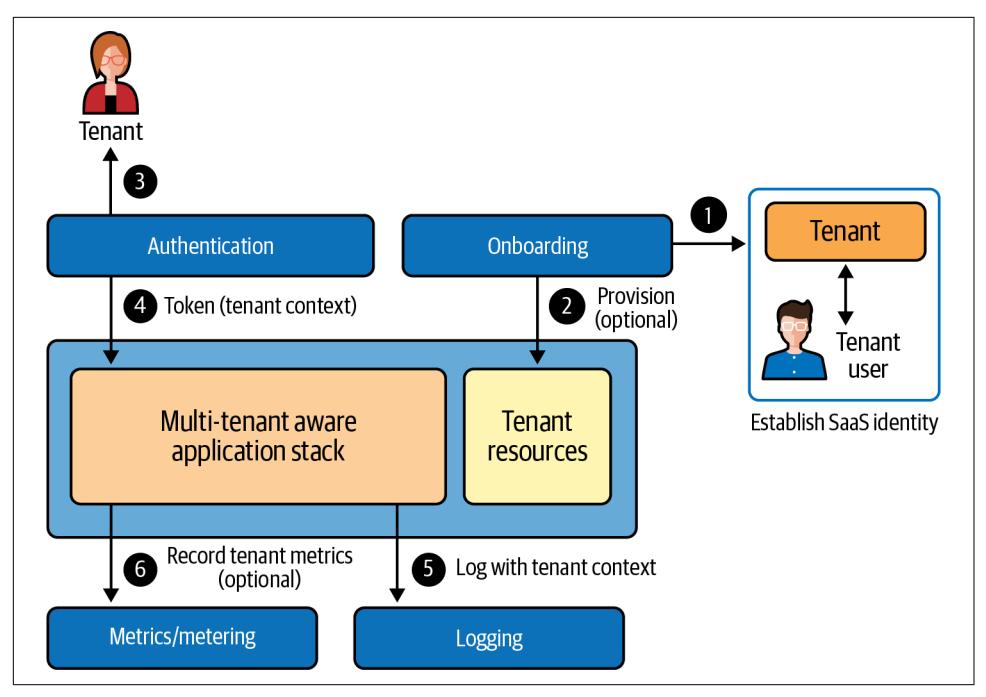 Tenant
3
1
Authentication
Onboarding
Tenant
4 Token (tenant context)
2 Provision
(optional)
Tenant
user
Establish SaaS identity
Multi-tenant aware
application stack
Tenant
resources
6 Record tenant metrics
(optional)
5 Log with tenant context
Metrics/metering
Logging